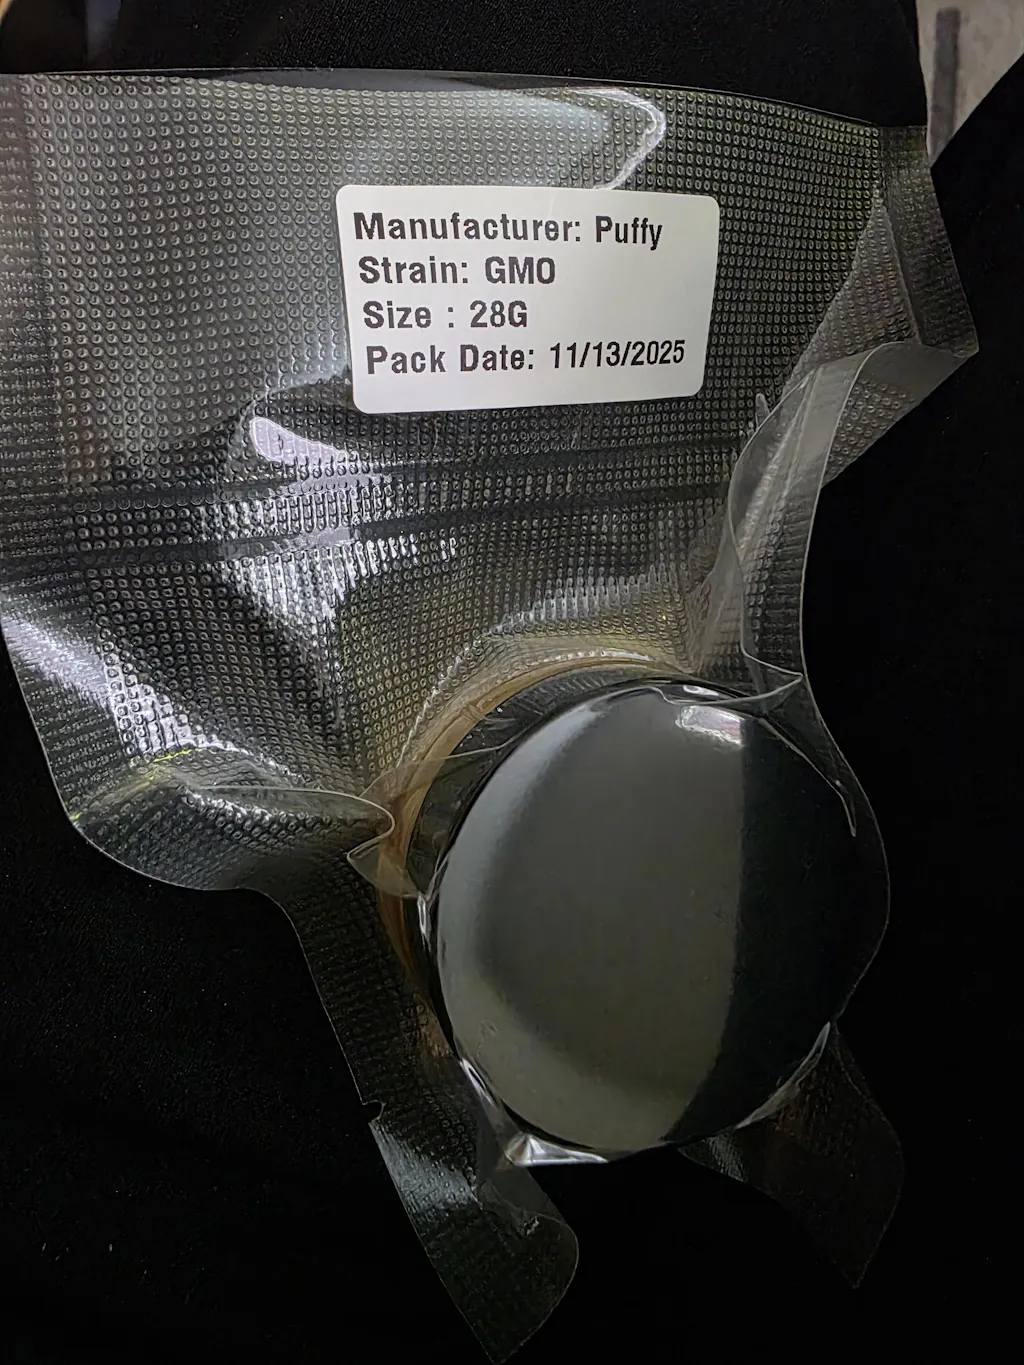 Manufacturer: Puffy
Strain: GMO
Size : 28G
Pack Date: 11/13/2025